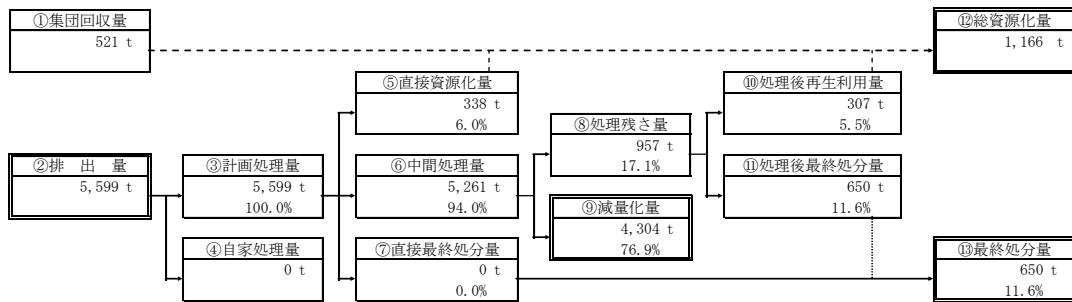 ①集団回収量
521 t
⑫総資源化量
1,166 t
⑤直接資源化量
338 t
6.0%
⑩処理後再生利用量
307 t
5.5%
⑧処理残さ量
957 t
17.1%
②排 出 量
5,599 t
③計画処理量
5,599 t
100.0%
⑥中間処理量
5,261 t
94.0%
⑪処理後最終処分量
650 t
11.6%
⑨減量化量
4,304 t
76.9%
④自家処理量
0 t
⑦直接最終処分量
0 t
0.0%
⑬最終処分量
650 t
11.6%